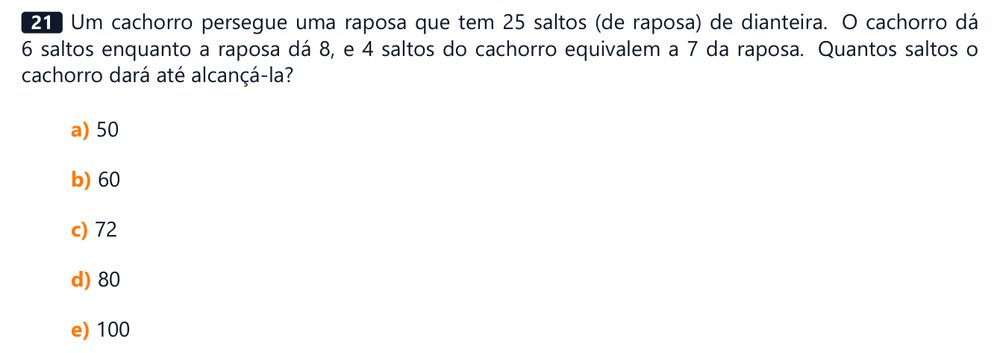 21 Um cachorro persegue uma raposa que tem 25 saltos (de raposa) de dianteira. O cachorro dá
6 saltos enquanto a raposa dá 8, e 4 saltos do cachorro equivalem a 7 da raposa. Quantos saltos o
cachorro dará até alcançá-la?
a) 50
b) 60
c) 72
d) 80
e) 100